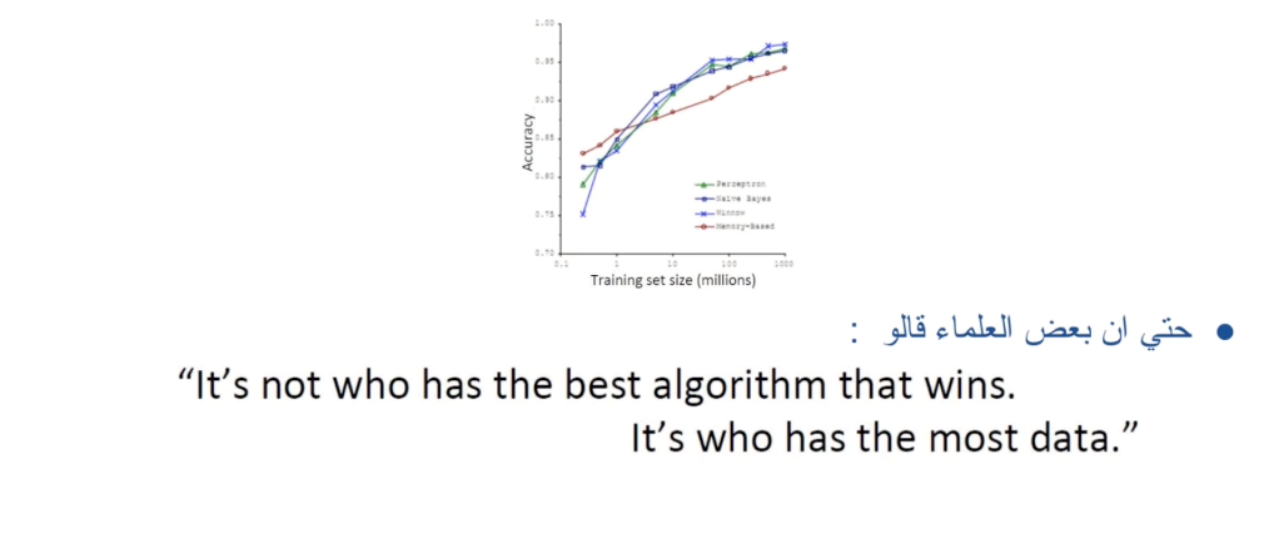 1.00
0.95
0.90
0.85
0.80
0.75
0.70
Accuracy
Perceptron
Naive Bayes
Winnow
Memory-Based
0.1 1 10 100 1000
Training set size (millions)
• حتي ان بعض العلماء قالو :
“It’s not who has the best algorithm that wins.
It’s who has the most data.”